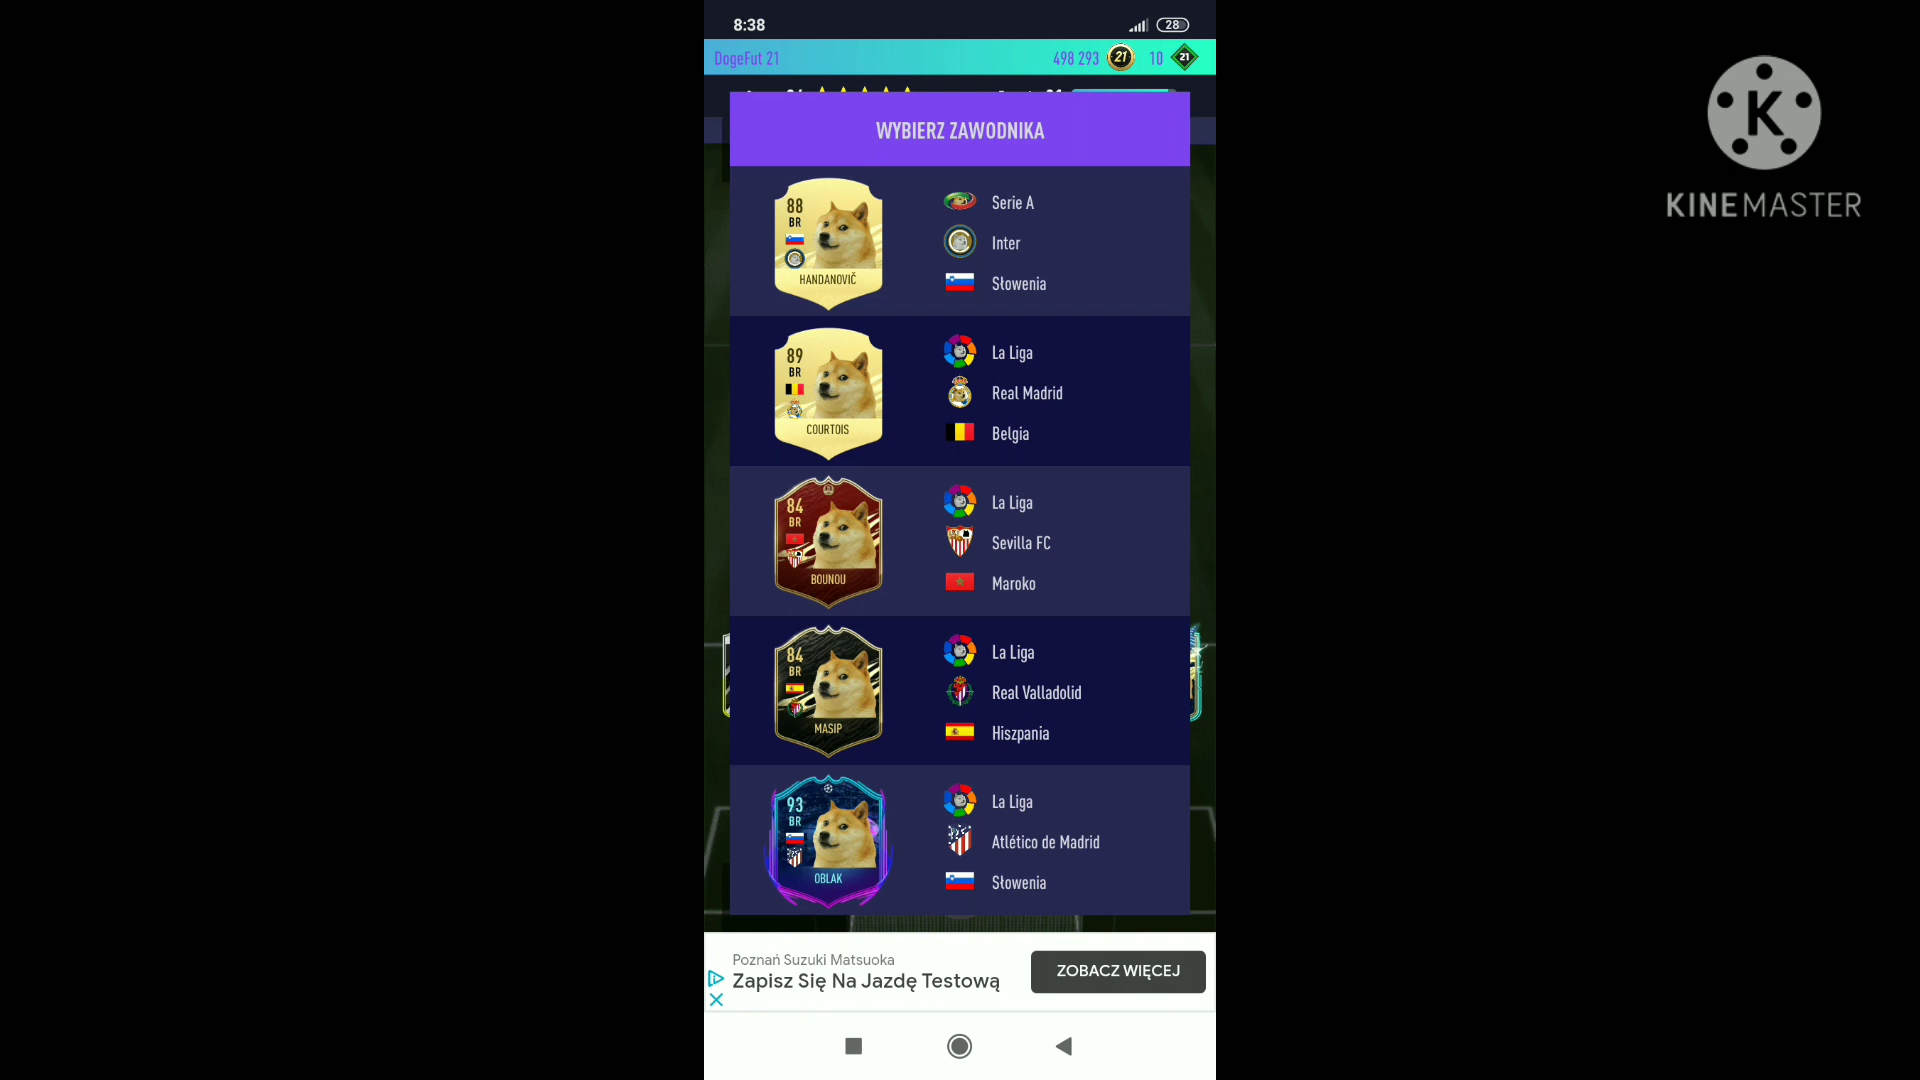 8:38
28
DogeFut 21
498 293
21
10
21
WYBIERZ ZAWODNIKA
88
BR
HANDANOVIČ
Serie A
Inter
Słowenia
89
BR
COURTOIS
La Liga
Real Madrid
Belgia
84
BR
BOUNOU
La Liga
Sevilla FC
Maroko
84
BR
MASIP
La Liga
Real Valladolid
Hiszpania
93
BR
OBLAK
La Liga
Atlético de Madrid
Słowenia
Poznań Suzuki Matsuoka
Zapisz Się Na Jazdę Testową
ZOBACZ WIĘCEJ
K
KINEMASTER